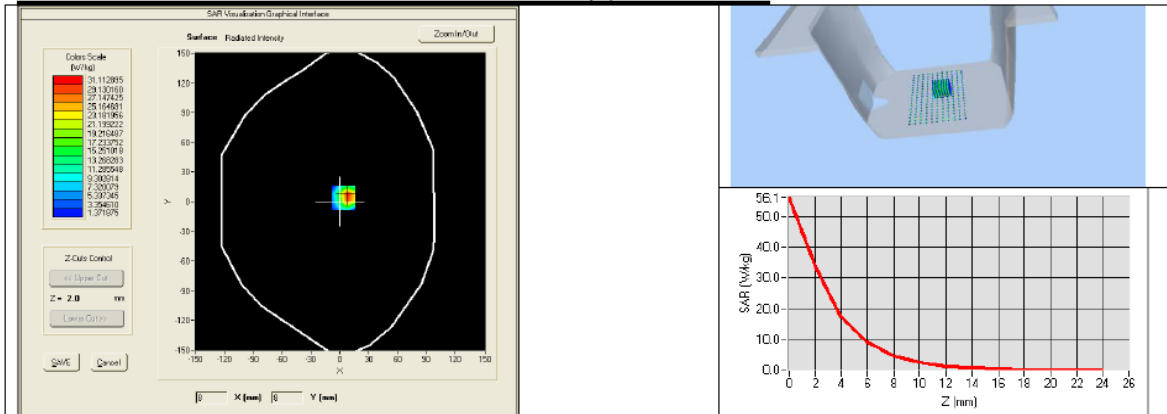 SAR Visualisation Graphical Interface
Surface Radiated Intensity
Zoom In/Out
Colors Scale
(W/kg)
31.112895
29.130160
27.147425
25.164691
23.181956
21.199222
19.216487
17.233752
15.251018
13.268283
11.285548
9.302814
7.320079
5.337345
3.354610
1.371875
150
120
90
60
30
0
-30
-60
-90
-120
-150
Y
-150 -120 -90 -60 -30 0 30 60 90 120 150
X
Z-Cuts Control
<< Upper Cut
Z = 2.0 mm
Lower Cut >>
SAVE Cancel
X (mm) Y (mm)
56.1
50.0
40.0
30.0
20.0
10.0
0.0
SAR (W/kg)
0 2 4 6 8 10 12 14 16 18 20 22 24 26
Z (mm)